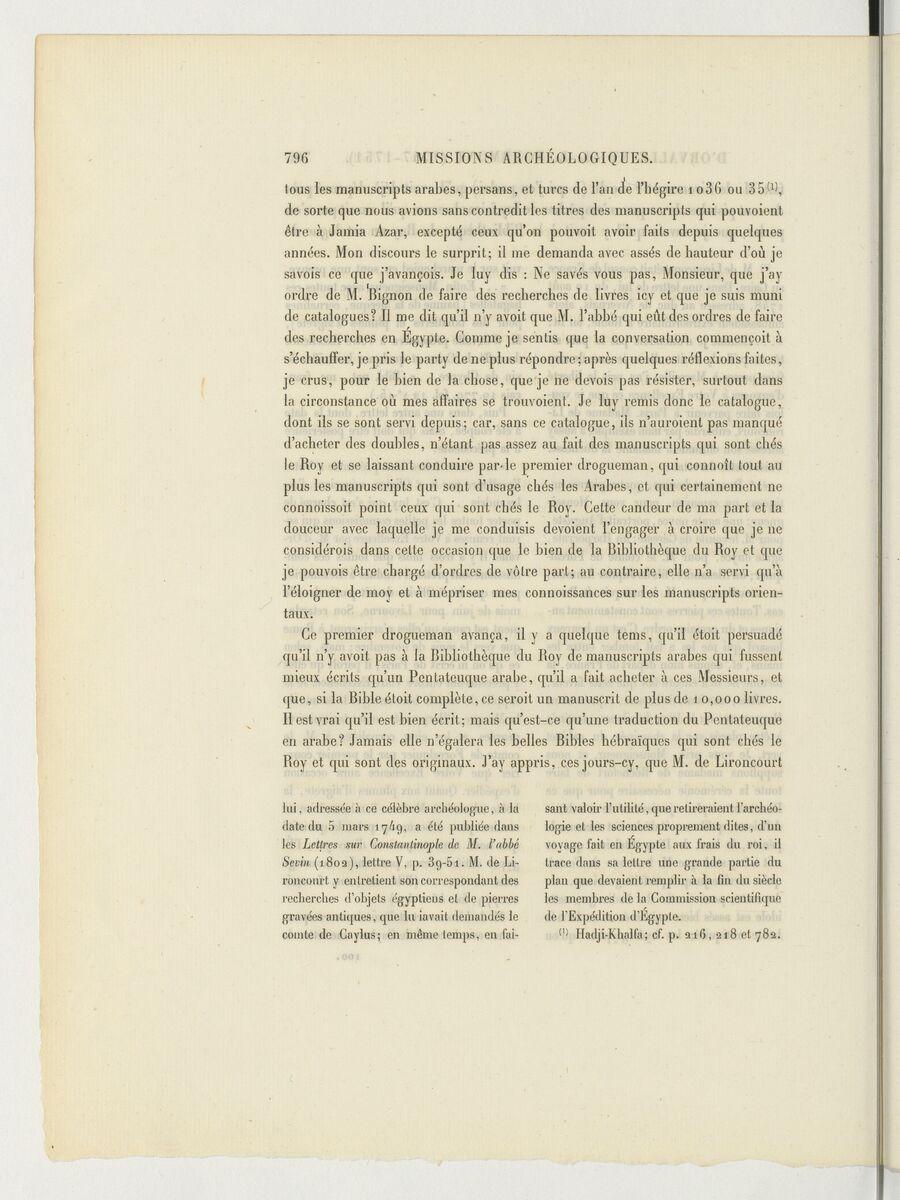 796 MISSIONS ARCHÉOLOGIQUES.
tous les manuscripts arabes, persans, et turcs de l'an de l'hégire 1036 ou 35 (1),
de sorte que nous avions sans contredit les titres des manuscripts qui pouvoient
être à Jamia Azar, excepté ceux qu'on pouvoit avoir faits depuis quelques
années. Mon discours le surprit; il me demanda avec assés de hauteur d'où je
savois ce que j'avançois. Je luy dis : Ne savés vous pas, Monsieur, que j'ay
ordre de M. Bignon de faire des recherches de livres icy et que je suis muni
de catalogues? Il me dit qu'il n'y avoit que M. l'abbé qui eût des ordres de faire
des recherches en Égypte. Comme je sentis que la conversation commençoit à
s'échauffer, je pris le party de ne plus répondre; après quelques réflexions faites,
je crus, pour le bien de la chose, que je ne devois pas résister, surtout dans
la circonstance où mes affaires se trouvoient. Je luy remis donc le catalogue,
dont ils se sont servi depuis; car, sans ce catalogue, ils n'auroient pas manqué
d'acheter des doubles, n'étant pas assez au fait des manuscripts qui sont chés
le Roy et se laissant conduire par le premier drogueman, qui connoît tout au
plus les manuscripts qui sont d'usage chés les Arabes, et qui certainement ne
connoissoit point ceux qui sont chés le Roy. Cette candeur de ma part et la
douceur avec laquelle je me conduisis devoient l'engager à croire que je ne
considérois dans cette occasion que le bien de la Bibliothèque du Roy et que
je pouvois être chargé d'ordres de vôtre part; au contraire, elle n'a servi qu'à
l'éloigner de moy et à mépriser mes connoissances sur les manuscripts orien-
taux.
Ce premier drogueman avança, il y a quelque tems, qu'il étoit persuadé
qu'il n'y avoit pas à la Bibliothèque du Roy de manuscripts arabes qui fussent
mieux écrits qu'un Pentateuque arabe, qu'il a fait acheter à ces Messieurs, et
que, si la Bible étoit complète, ce seroit un manuscrit de plus de 10,000 livres.
Il est vrai qu'il est bien écrit; mais qu'est-ce qu'une traduction du Pentateuque
en arabe? Jamais elle n'égalera les belles Bibles hébraïques qui sont chés le
Roy et qui sont des originaux. J'ay appris, ces jours-cy, que M. de Lironcourt
lui, adressée à ce célèbre archéologue, à la
date du 5 mars 1749, a été publiée dans
les Lettres sur Constantinople de M. l'abbé
Sevin (1802), lettre V, p. 39-51. M. de Li-
roncourt y entretient son correspondant des
recherches d'objets égyptiens et de pierres
gravées antiques, que lu iavait demandés le
comte de Caylus; en même temps, en fai-
sant valoir l'utilité, que retireraient l'archéo-
logie et les sciences proprement dites, d'un
voyage fait en Égypte aux frais du roi, il
trace dans sa lettre une grande partie du
plan que devaient remplir à la fin du siècle
les membres de la Commission scientifique
de l'Expédition d'Égypte.
(1) Hadji-Khalfa; cf. p. 216, 218 et 782.